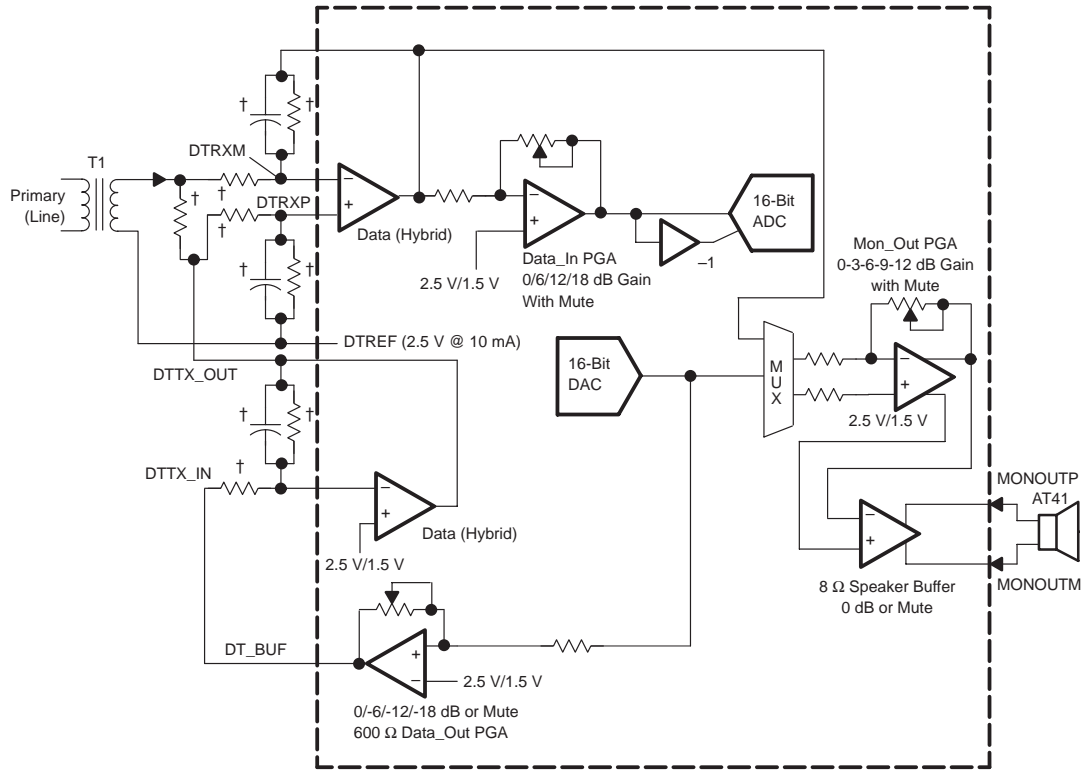 †
†
DTRXM
T1
Primary
(Line)
†
†
DTRXP
†
Data (Hybrid)
2.5 V/1.5 V
Data_In PGA
0/6/12/18 dB Gain
With Mute
–1
16-Bit
ADC
Mon_Out PGA
0-3-6-9-12 dB Gain
with Mute
†
†
DTREF (2.5 V @ 10 mA)
DTTX_OUT
16-Bit
DAC
M
U
X
2.5 V/1.5 V
†
†
DTTX_IN
†
Data (Hybrid)
2.5 V/1.5 V
MONOUTP
AT41
8 Ω Speaker Buffer
0 dB or Mute
MONOUTM
DT_BUF
2.5 V/1.5 V
0/-6/-12/-18 dB or Mute
600 Ω Data_Out PGA